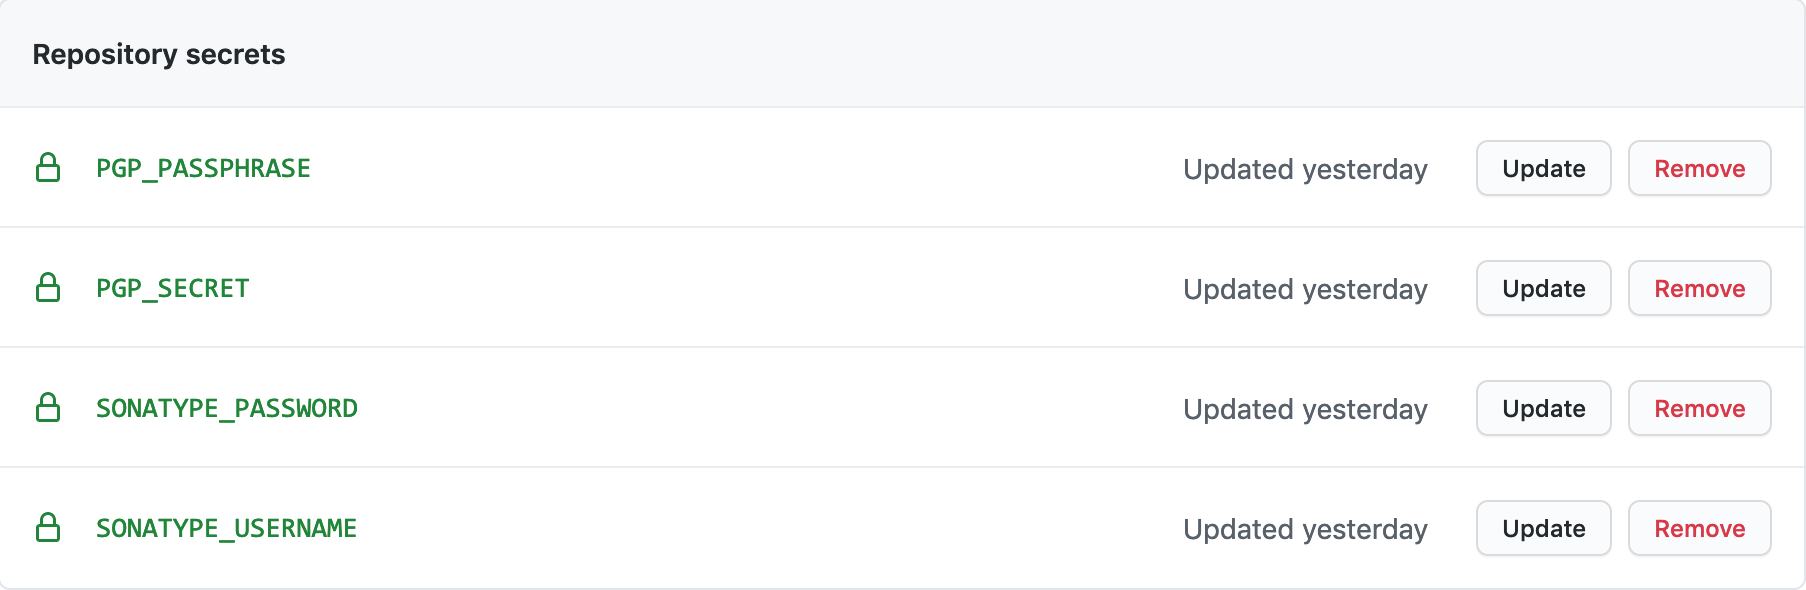 Repository secrets
PGP_PASSPHRASE Updated yesterday Update Remove
PGP_SECRET Updated yesterday Update Remove
SONATYPE_PASSWORD Updated yesterday Update Remove
SONATYPE_USERNAME Updated yesterday Update Remove